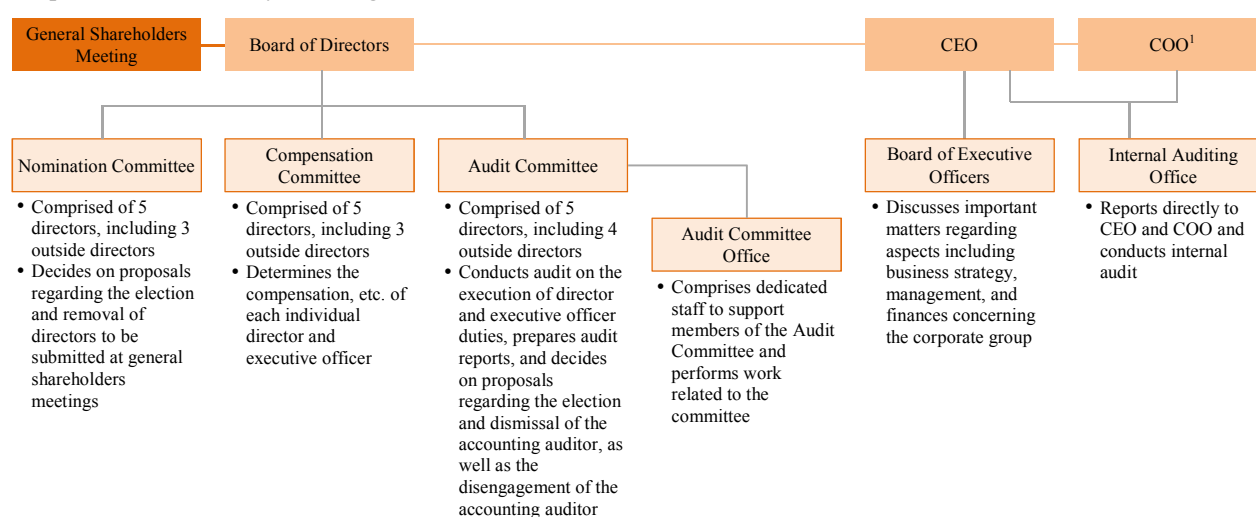 General Shareholders
Meeting
Board of Directors
CEO
COO1
Nomination Committee
• Comprised of 5
directors, including 3
outside directors
• Decides on proposals
regarding the election
and removal of
directors to be
submitted at general
shareholders
meetings
Compensation
Committee
• Comprised of 5
directors, including 3
outside directors
• Determines the
compensation, etc. of
each individual
director and
executive officer
Audit Committee
• Comprised of 5
directors, including 4
outside directors
• Conducts audit on the
execution of director
and executive officer
duties, prepares audit
reports, and decides
on proposals
regarding the election
and dismissal of the
accounting auditor, as
well as the
disengagement of the
accounting auditor
Audit Committee
Office
• Comprises dedicated
staff to support
members of the Audit
Committee and
performs work
related to the
committee
Board of Executive
Officers
• Discusses important
matters regarding
aspects including
business strategy,
management, and
finances concerning
the corporate group
Internal Auditing
Office
• Reports directly to
CEO and COO and
conducts internal
audit